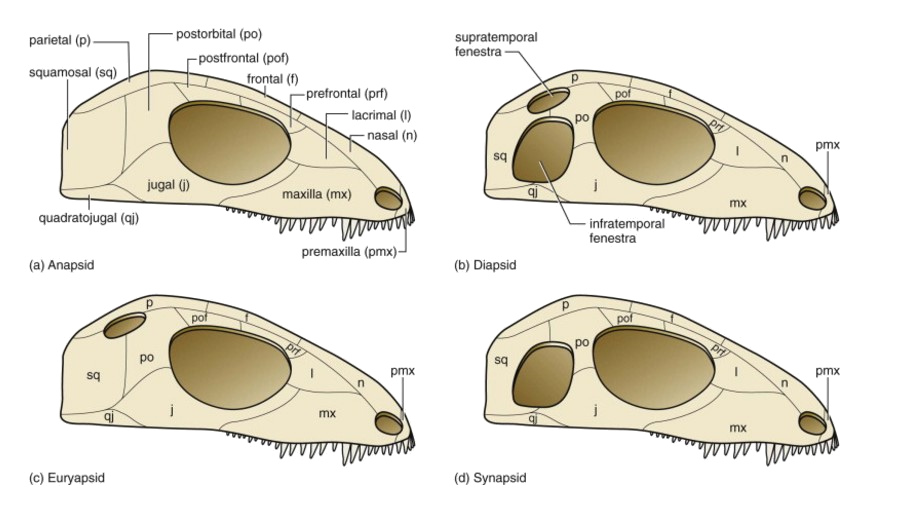 parietal (p)
postorbital (po)
squamosal (sq)
postfrontal (pof)
frontal (f)
prefrontal (prf)
lacrimal (l)
nasal (n)
jugal (j)
maxilla (mx)
quadratojugal (qj)
premaxilla (pmx)
(a) Anapsid
supratemporal
fenestra
p
pof
f
po
prf
sq
l
n
pmx
qj
j
mx
infratemporal
fenestra
(b) Diapsid
p
pof
f
po
prf
sq
l
n
pmx
qj
j
mx
(c) Euryapsid
p
pof
f
po
prf
sq
l
n
pmx
qj
j
mx
(d) Synapsid